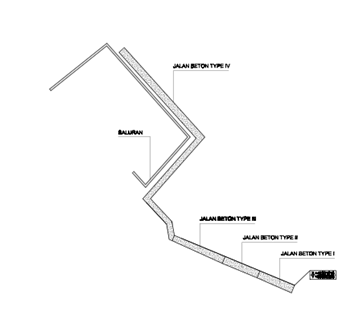 JALAN BETON TYPE IV
SALURAN
JALAN BETON TYPE III
JALAN BETON TYPE II
JALAN BETON TYPE I